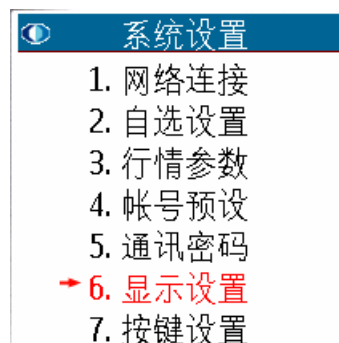 系统设置
1. 网络连接
2. 自选设置
3. 行情参数
4. 帐号预设
5. 通讯密码
6. 显示设置
7. 按键设置